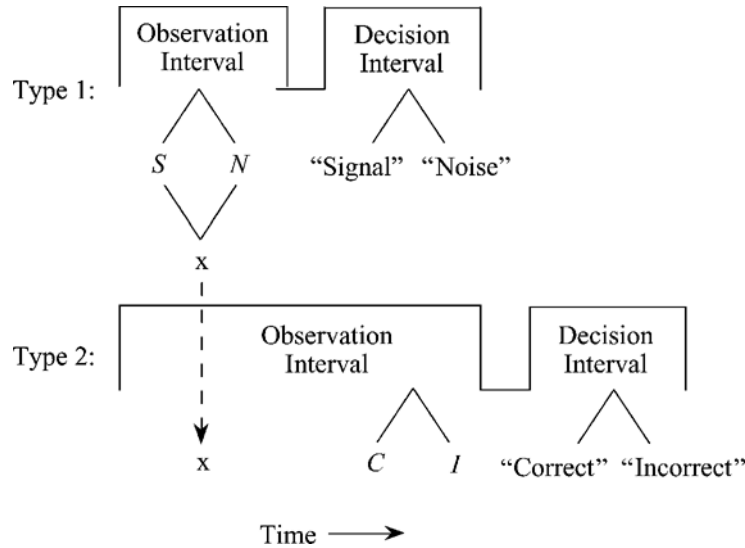 Observation Interval
Decision Interval
Type 1:
S N
“Signal” “Noise”
x
Observation Interval
Decision Interval
Type 2:
x
C I
“Correct” “Incorrect”
Time